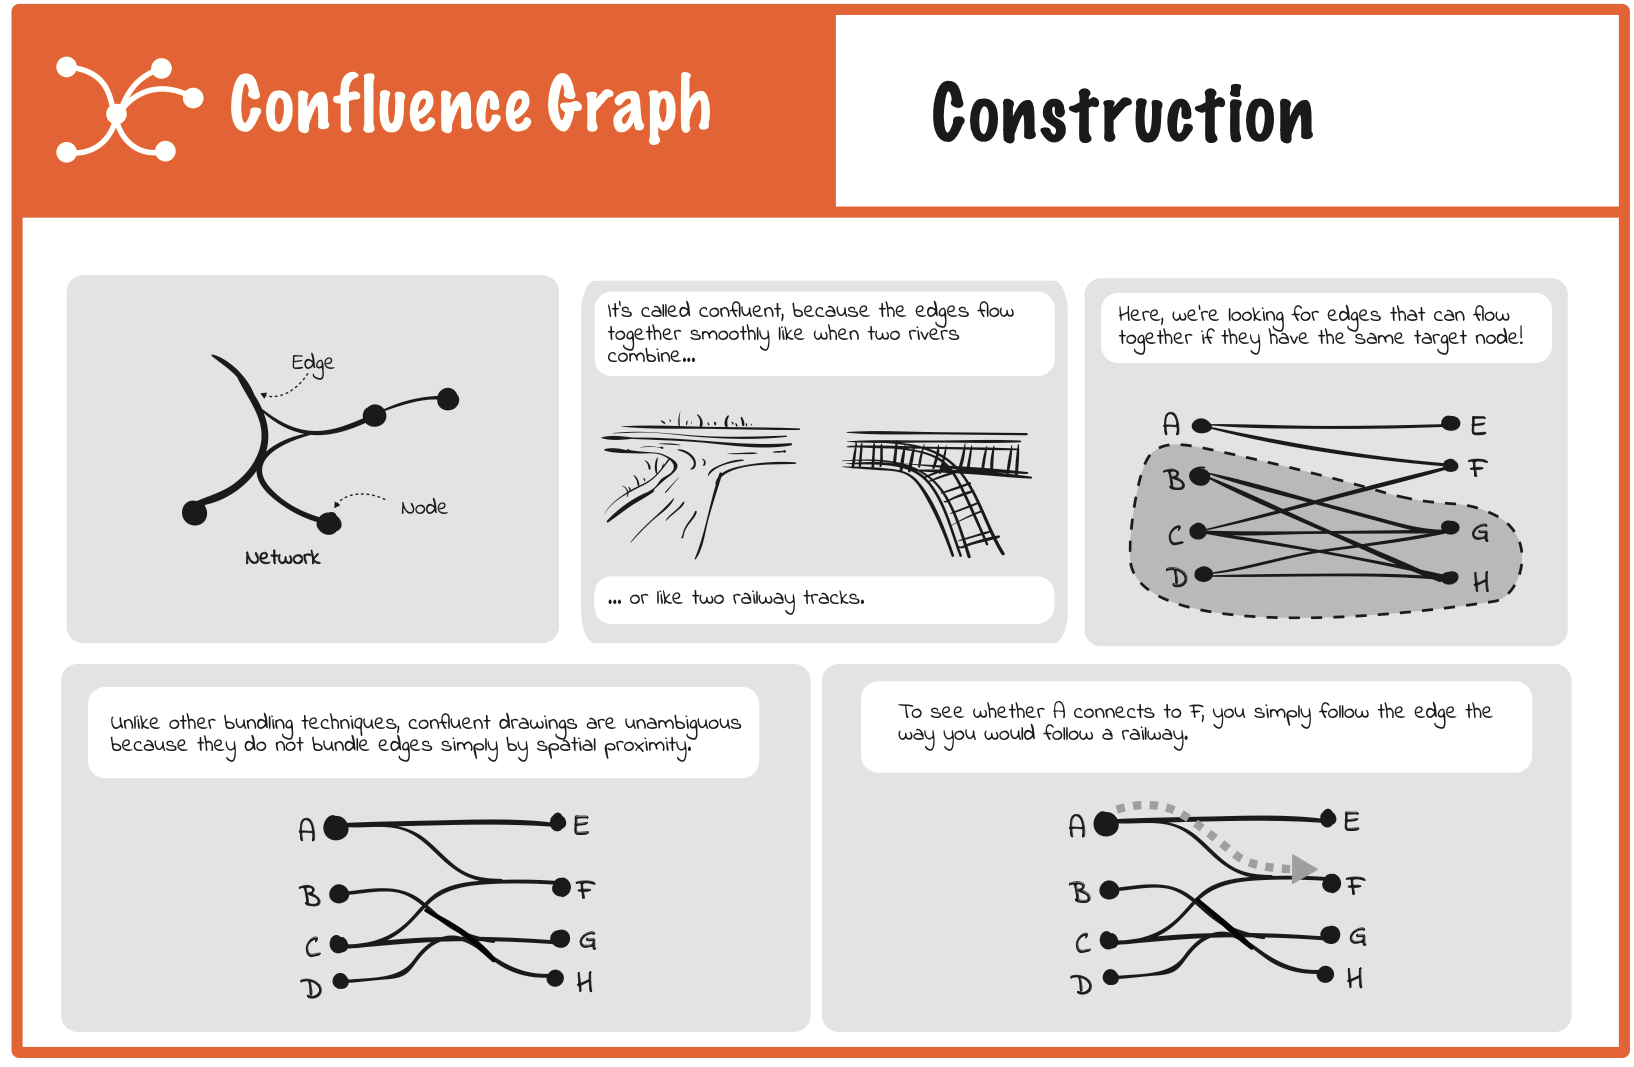 Confluence Graph
Construction
Edge
Node
Network
It's called confluent, because the edges flow
together smoothly like when two rivers
combine...
... or like two railway tracks.
Here, we're looking for edges that can flow
together if they have the same target node!
A
E
F
B
G
C
D
H
Unlike other bundling techniques, confluent drawings are unambiguous
because they do not bundle edges simply by spatial proximity.
A
E
B
F
C
G
D
H
To see whether A connects to F, you simply follow the edge the
way you would follow a railway.
A
E
B
F
C
G
D
H